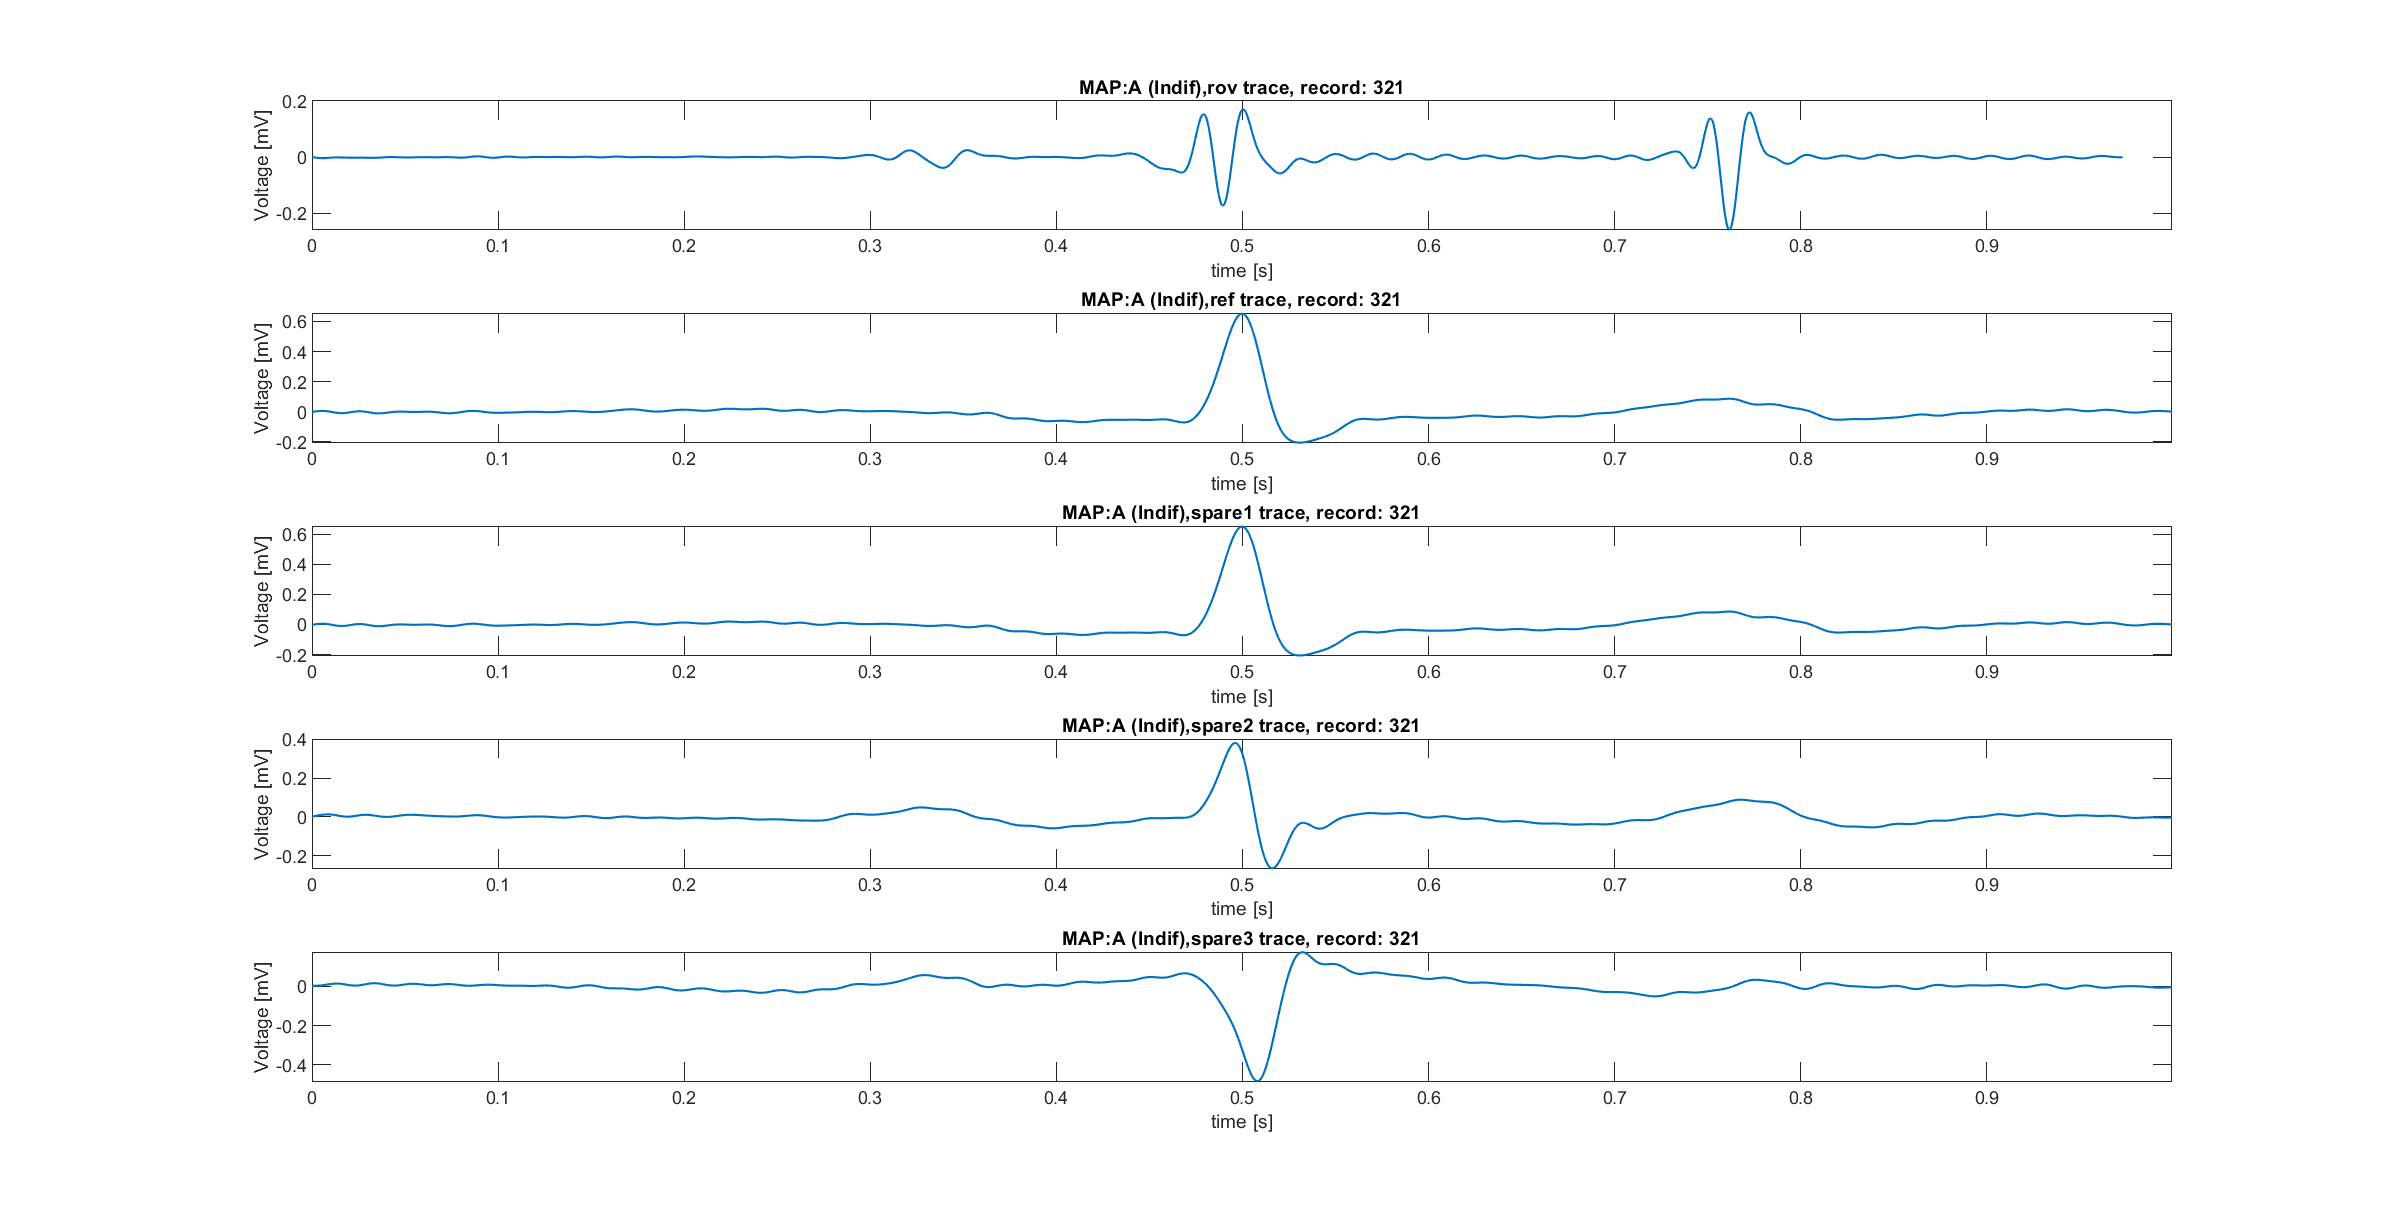 MAP:A (Indif),rov trace, record: 321
Voltage [mV]
0.2
0
-0.2
0 0.1 0.2 0.3 0.4 0.5 0.6 0.7 0.8 0.9
time [s]
MAP:A (Indif),ref trace, record: 321
Voltage [mV]
0.6
0.4
0.2
0
-0.2
0 0.1 0.2 0.3 0.4 0.5 0.6 0.7 0.8 0.9
time [s]
MAP:A (Indif),spare1 trace, record: 321
Voltage [mV]
0.6
0.4
0.2
0
-0.2
0 0.1 0.2 0.3 0.4 0.5 0.6 0.7 0.8 0.9
time [s]
MAP:A (Indif),spare2 trace, record: 321
Voltage [mV]
0.4
0.2
0
-0.2
0 0.1 0.2 0.3 0.4 0.5 0.6 0.7 0.8 0.9
time [s]
MAP:A (Indif),spare3 trace, record: 321
Voltage [mV]
0
-0.2
-0.4
0 0.1 0.2 0.3 0.4 0.5 0.6 0.7 0.8 0.9
time [s]